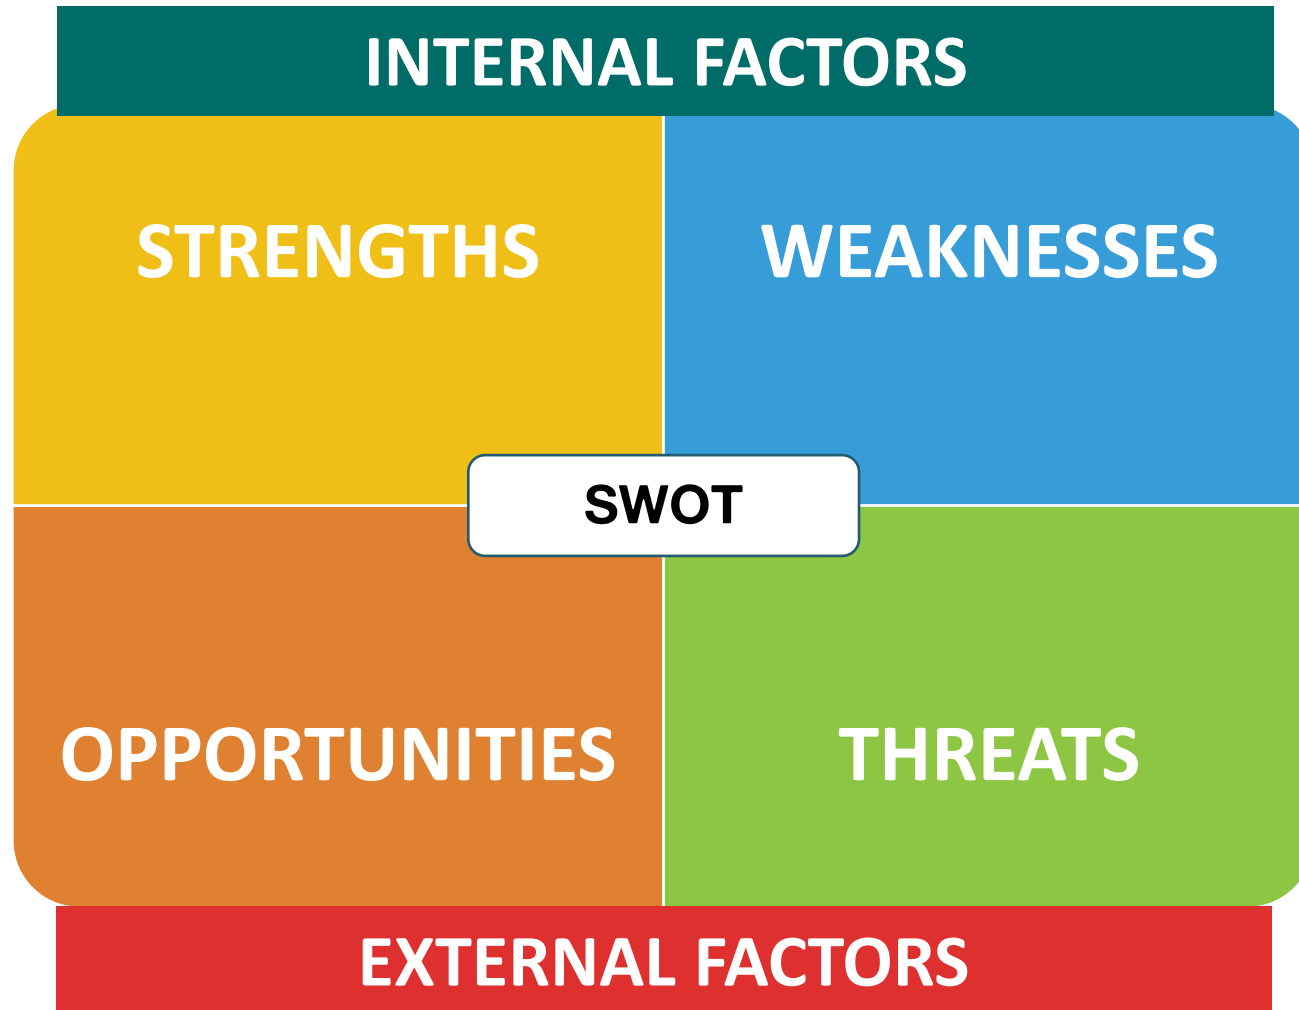 INTERNAL FACTORS
STRENGTHS
WEAKNESSES
SWOT
OPPORTUNITIES
THREATS
EXTERNAL FACTORS